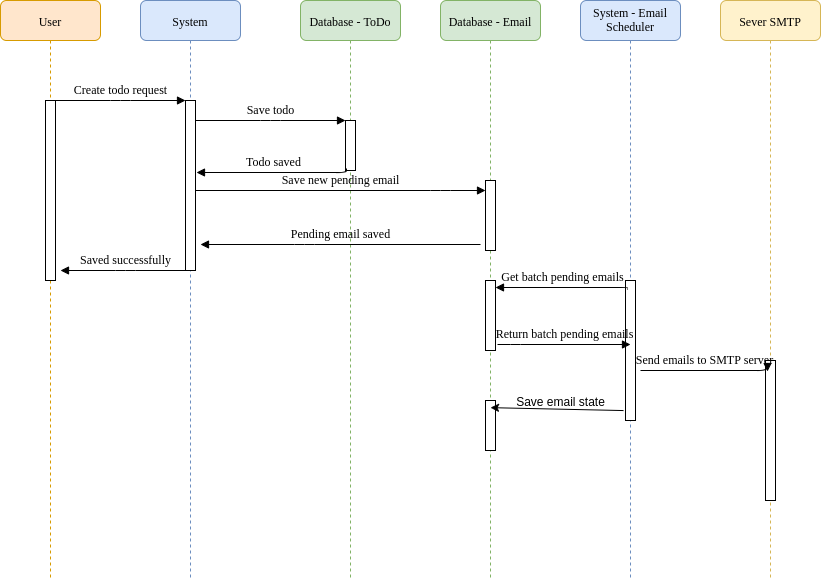 User
System
Database - ToDo
Database - Email
System - Email
Scheduler
Sever SMTP
Create todo request
Save todo
Todo saved
Save new pending email
Pending email saved
Saved successfully
Get batch pending emails
Return batch pending emails
Send emails to SMTP server
Save email state